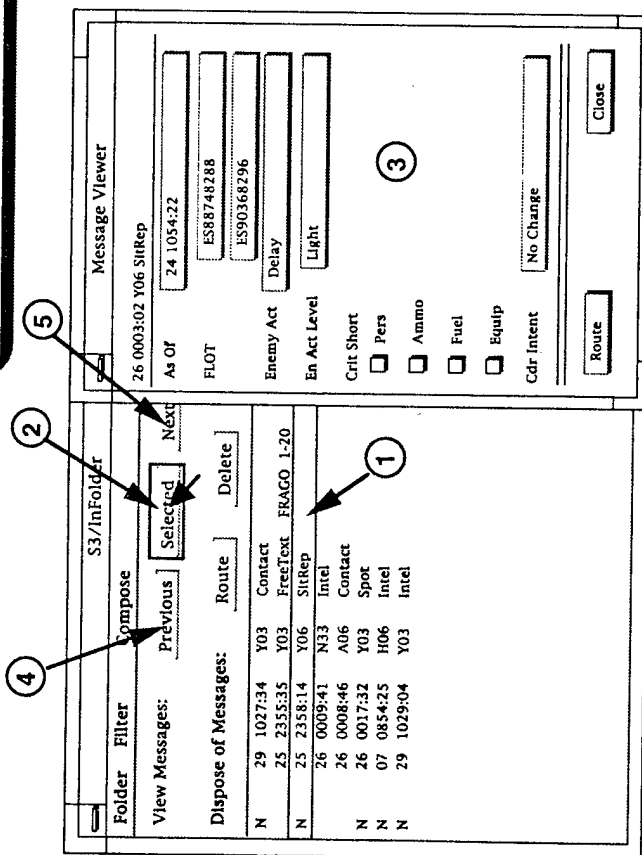 S3/InFolder
Folder Filter Compose
View Messages: Previous Selected Next
Dispose of Messages: Route Delete
N 29 1027:34 Y03 Contact
25 2355:35 Y03 FreeText FRAGO 1-20
N 25 2358:14 Y06 SitRep
26 0009:41 N33 Intel
26 0008:46 A06 Contact
N 26 0017:32 Y03 Spot
N 07 0854:25 H06 Intel
N 29 1029:04 Y03 Intel
4
2
5
1
Message Viewer
26 0003:02 Y06 SitRep
As Of 24 1054:22
FLOT ES88748288
ES90368296
Enemy Act Delay
En Act Level Light
Crit Short
Pers
Ammo
Fuel
Equip
3
Cdr Intent No Change
Route Close